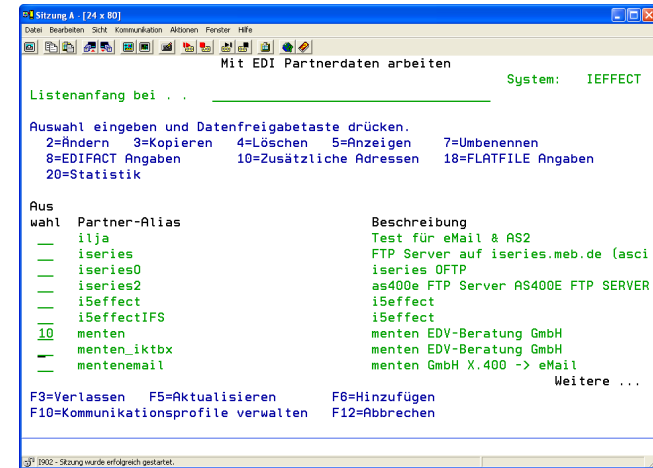 Sitzung A - [24 x 80]
Datei Bearbeiten Sicht Kommunikation Aktionen Fenster Hilfe
Mit EDI Partnerdaten arbeiten
System: IEFFECT
Listenanfang bei . .
Auswahl eingeben und Datenfreigabetaste drücken.
2=Ändern 3=Kopieren 4=Löschen 5=Anzeigen 7=Umbenennen
8=EDIFACT Angaben 10=Zusätzliche Adressen 18=FLATFILE Angaben
20=Statistik
Aus
wahl Partner-Alias Beschreibung
ilja Test für eMail & AS2
iseries FTP Server auf iseries.meb.de (asci
iseriesO iseries OFTP
iseries2 as400e FTP Server AS400E FTP SERVER
i5effect i5effect
i5effectIFS i5effect
10 menten menten EDV-Beratung GmbH
menten_iktbx menten EDV-Beratung GmbH
mentenemail menten GmbH X.400 -> eMail
Weitere ...
F3=Verlassen F5=Aktualisieren F6=Hinzufügen
F10=Kommunikationsprofile verwalten F12=Abbrechen
I902 - Sitzung wurde erfolgreich gestartet.